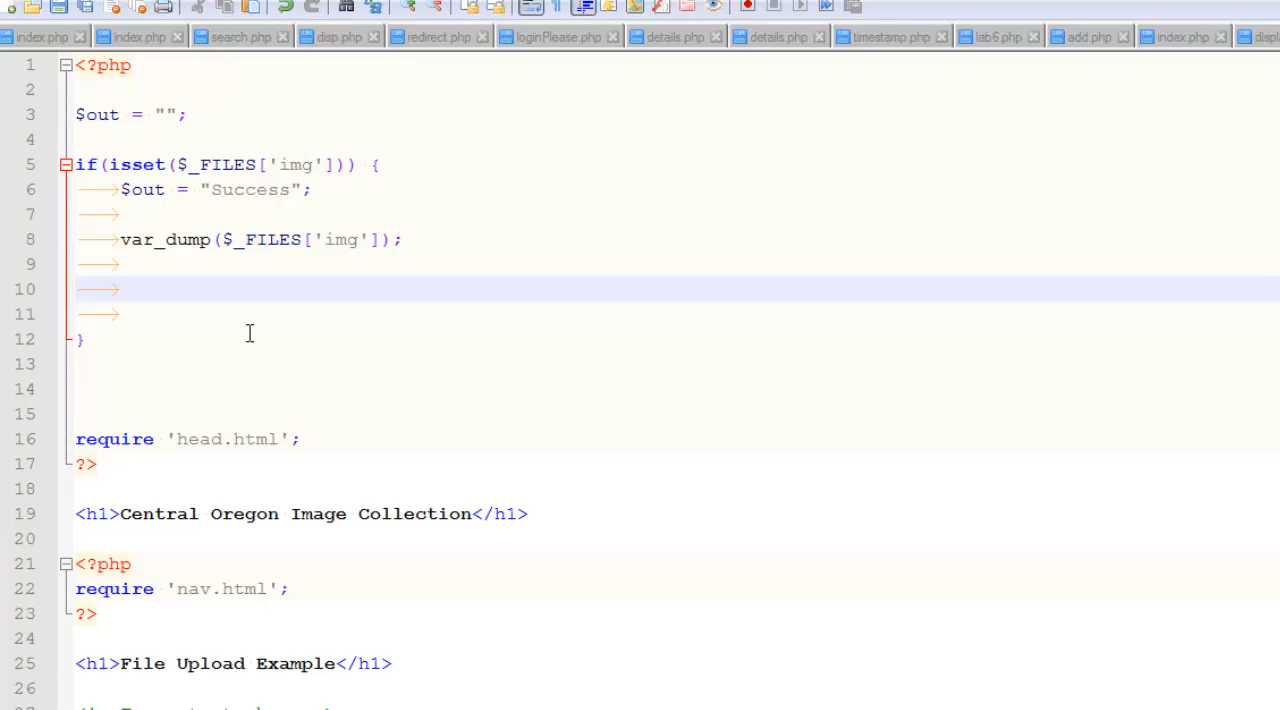 index.php index.php search.php disp.php redirect.php loginPlease.php details.php details.php timestamp.php lab6.php add.php index.php displ
1 <?php
2
3 $out = "";
4
5 if(isset($_FILES['img'])) {
6 $out = "Success";
7
8 var_dump($_FILES['img']);
9
10
11
12 }
13
14
15
16 require 'head.html';
17 ?>
18
19 <h1>Central Oregon Image Collection</h1>
20
21 <?php
22 require 'nav.html';
23 ?>
24
25 <h1>File Upload Example</h1>
26